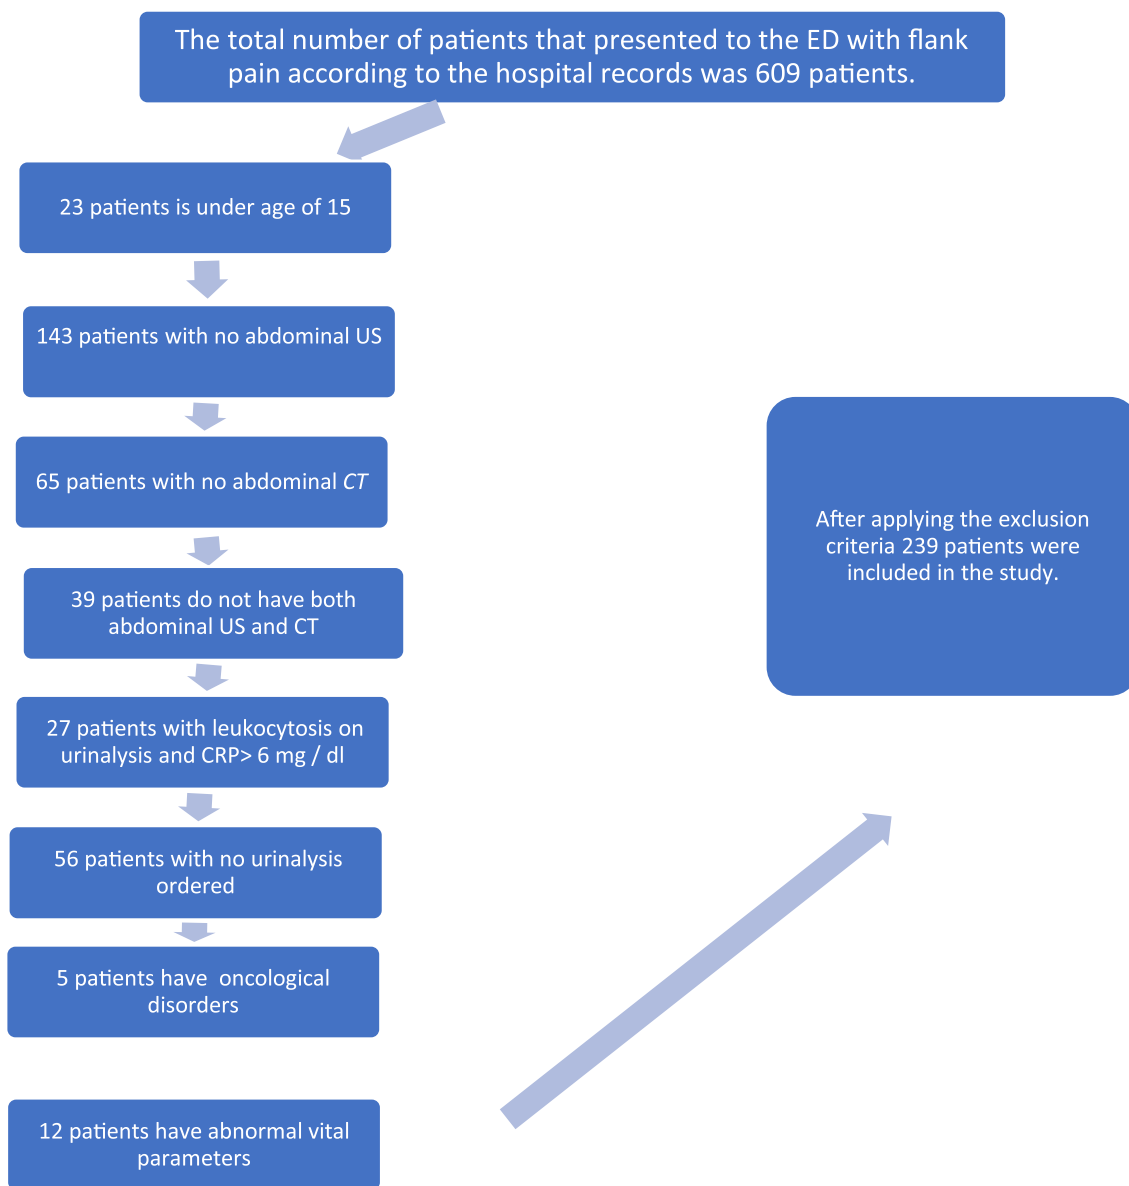 The total number of patients that presented to the ED with flank
pain according to the hospital records was 609 patients.
23 patients is under age of 15
143 patients with no abdominal US
65 patients with no abdominal CT
39 patients do not have both
abdominal US and CT
27 patients with leukocytosis on
urinalysis and CRP> 6 mg / dl
56 patients with no urinalysis
ordered
5 patients have  oncological
disorders
12 patients have abnormal vital
parameters
After applying the exclusion
criteria 239 patients were
included in the study.